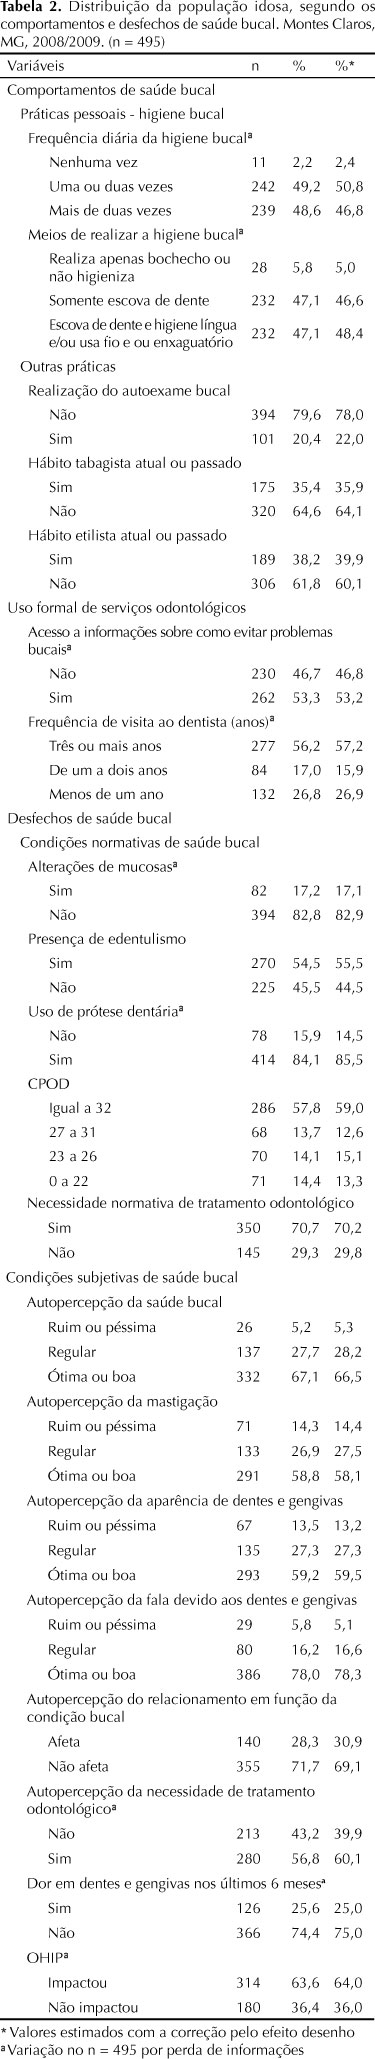 Tabela 2. Distribuição da população idosa, segundo os
comportamentos e desfechos de saúde bucal. Montes Claros,
MG, 2008/2009. (n = 495)
Variáveis n % %*
Comportamentos de saúde bucal
Práticas pessoais - higiene bucal
Frequência diária da higiene bucalª
Nenhuma vez 11 2,2 2,4
Uma ou duas vezes 242 49,2 50,8
Mais de duas vezes 239 48,6 46,8
Meios de realizar a higiene bucalª
Realiza apenas bochecho ou
não higieniza 28 5,8 5,0
Somente escova de dente 232 47,1 46,6
Escova de dente e higiene língua
e/ou usa fio e ou enxaguatório 232 47,1 48,4
Outras práticas
Realização do autoexame bucal
Não 394 79,6 78,0
Sim 101 20,4 22,0
Hábito tabagista atual ou passado
Sim 175 35,4 35,9
Não 320 64,6 64,1
Hábito etilista atual ou passado
Sim 189 38,2 39,9
Não 306 61,8 60,1
Uso formal de serviços odontológicos
Acesso a informações sobre como evitar problemas
bucaisª
Não 230 46,7 46,8
Sim 262 53,3 53,2
Frequência de visita ao dentista (anos)ª
Três ou mais anos 277 56,2 57,2
De um a dois anos 84 17,0 15,9
Menos de um ano 132 26,8 26,9
Desfechos de saúde bucal
Condições normativas de saúde bucal
Alterações de mucosasª
Sim 82 17,2 17,1
Não 394 82,8 82,9
Presença de edentulismo
Sim 270 54,5 55,5
Não 225 45,5 44,5
Uso de prótese dentáriaª
Não 78 15,9 14,5
Sim 414 84,1 85,5
CPOD
Igual a 32 286 57,8 59,0
27 a 31 68 13,7 12,6
23 a 26 70 14,1 15,1
0 a 22 71 14,4 13,3
Necessidade normativa de tratamento odontológico
Sim 350 70,7 70,2
Não 145 29,3 29,8
Condições subjetivas de saúde bucal
Autopercepção da saúde bucal
Ruim ou péssima 26 5,2 5,3
Regular 137 27,7 28,2
Ótima ou boa 332 67,1 66,5
Autopercepção da mastigação
Ruim ou péssima 71 14,3 14,4
Regular 133 26,9 27,5
Ótima ou boa 291 58,8 58,1
Autopercepção da aparência de dentes e gengivas
Ruim ou péssima 67 13,5 13,2
Regular 135 27,3 27,3
Ótima ou boa 293 59,2 59,5
Autopercepção da fala devido aos dentes e gengivas
Ruim ou péssima 29 5,8 5,1
Regular 80 16,2 16,6
Ótima ou boa 386 78,0 78,3
Autopercepção do relacionamento em função da
condição bucal
Afeta 140 28,3 30,9
Não afeta 355 71,7 69,1
Autopercepção da necessidade de tratamento
odontológicoª
Não 213 43,2 39,9
Sim 280 56,8 60,1
Dor em dentes e gengivas nos últimos 6 mesesª
Sim 126 25,6 25,0
Não 366 74,4 75,0
OHIPª
Impactou 314 63,6 64,0
Não impactou 180 36,4 36,0
* Valores estimados com a correção pelo efeito desenho
ª Variação no n = 495 por perda de informações